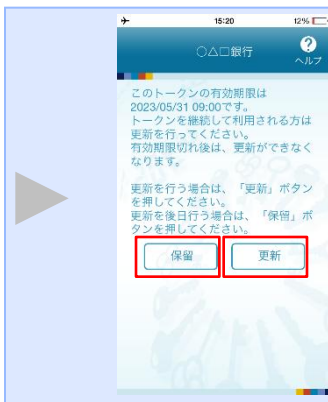 15:20 12%
○△□銀行
?
ヘルプ
このトークンの有効期限は
2023/05/31 09:00です。
トークンを継続して利用される方は
更新を行ってください。
有効期限切れ後は、更新ができなく
なります。
更新を行う場合は、「更新」ボタン
を押してください。
更新を後日行う場合は、「保留」ボ
タンを押してください。
保留 更新